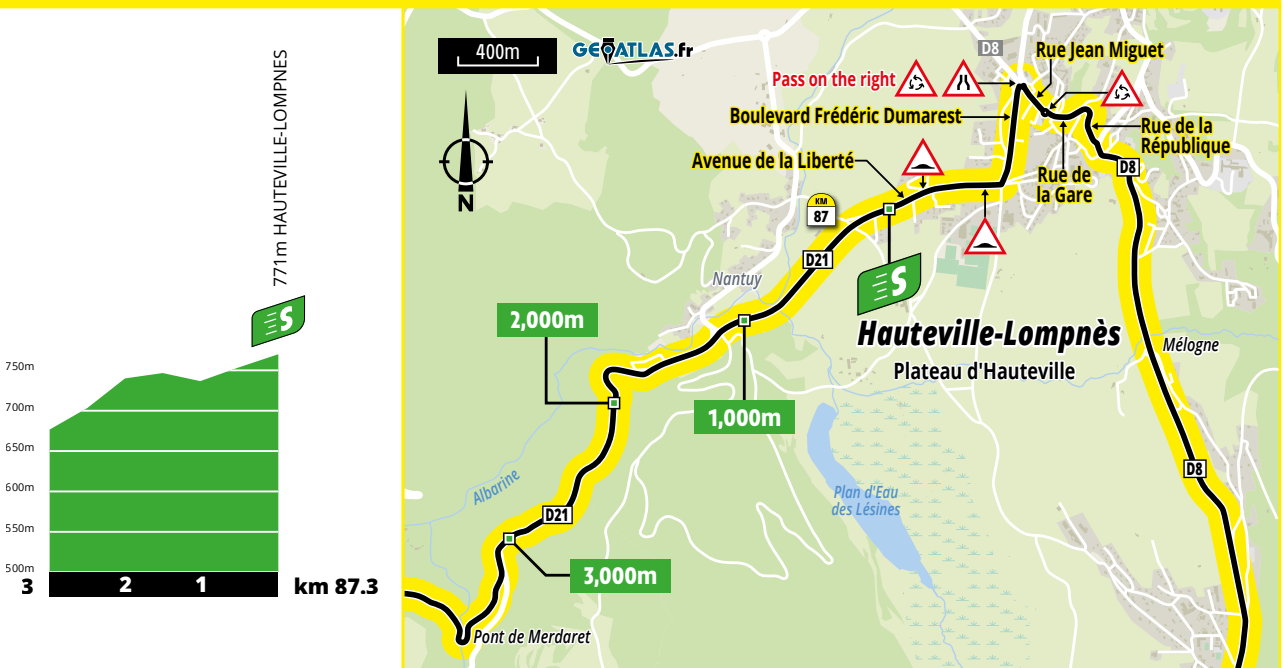 771m HAUTEVILLE-LOMPNES
S
750m
700m
650m
600m
550m
500m
3 2 1 km 87.3
400m
GEOATLAS.fr
N
D8
Rue Jean Miguet
Pass on the right
Boulevard Frédéric Dumarest
Rue de la
République
Avenue de la Liberté
Rue de
la Gare
D8
KM
87
D21
S
Nantuy
2,000m
Hauteville-Lompnès
Plateau d'Hauteville
Mélogne
1,000m
D8
Albarine
Plan d'Eau
des Lésines
D21
3,000m
Pont de Merdaret